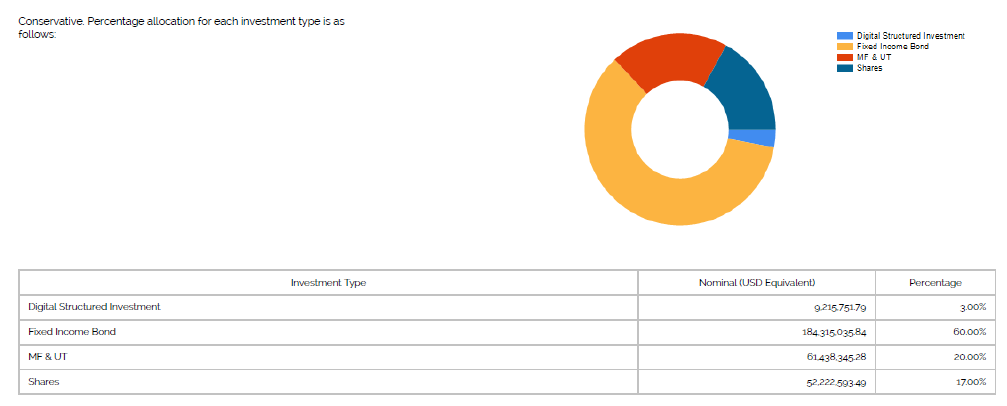 Conservative. Percentage allocation for each investment type is as
follows:
Digital Structured Investment
Fixed Income Bond
MF & UT
Shares
Investment Type Nominal (USD Equivalent) Percentage
Digital Structured Investment 9,215,751.79 3.00%
Fixed Income Bond 184,315,035.84 60.00%
MF & UT 61,438,345.28 20.00%
Shares 52,222,593.49 17.00%